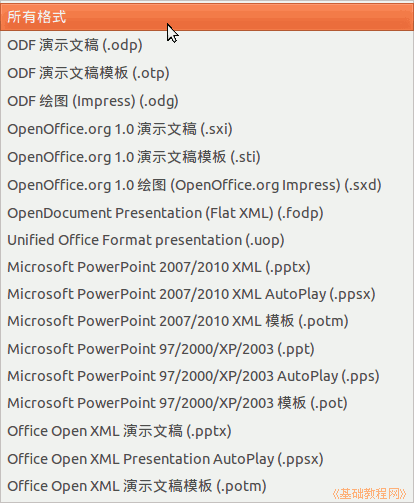 所有格式
ODF 演示文稿 (.odp)
ODF 演示文稿模板 (.otp)
ODF 绘图 (Impress) (.odg)
OpenOffice.org 1.0 演示文稿 (.sxi)
OpenOffice.org 1.0 演示文稿模板 (.sti)
OpenOffice.org 1.0 绘图 (OpenOffice.org Impress) (.sxd)
OpenDocument Presentation (Flat XML) (.fodp)
Unified Office Format presentation (.uop)
Microsoft PowerPoint 2007/2010 XML (.pptx)
Microsoft PowerPoint 2007/2010 XML AutoPlay (.ppsx)
Microsoft PowerPoint 2007/2010 XML 模板 (.potm)
Microsoft PowerPoint 97/2000/XP/2003 (.ppt)
Microsoft PowerPoint 97/2000/XP/2003 AutoPlay (.pps)
Microsoft PowerPoint 97/2000/XP/2003 模板 (.pot)
Office Open XML 演示文稿 (.pptx)
Office Open XML Presentation AutoPlay (.ppsx)
Office Open XML 演示文稿模板 (.potm)
《基础教程网》